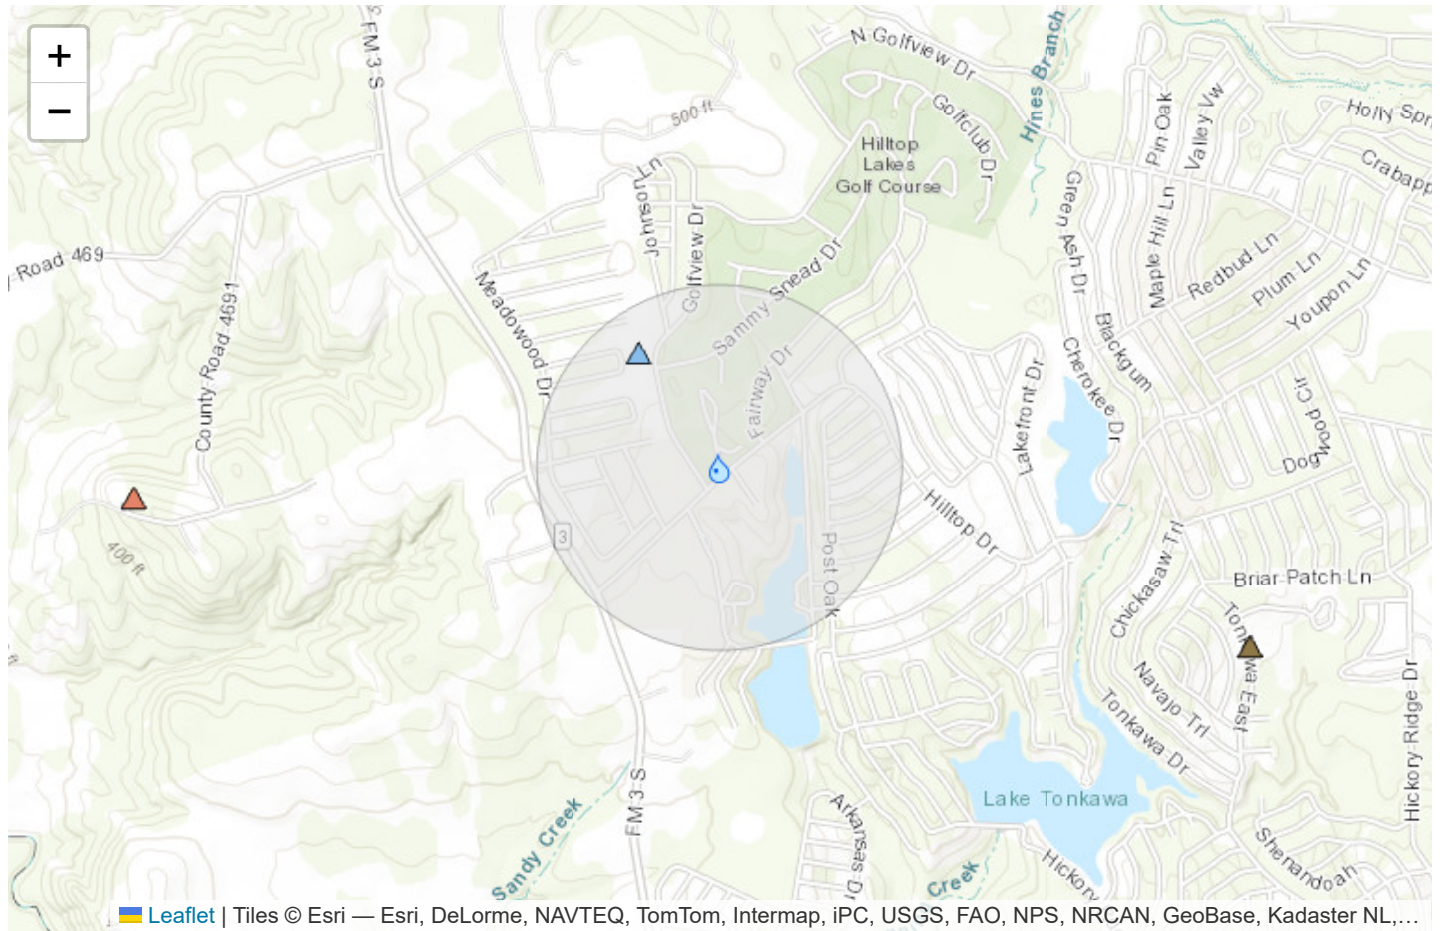 +
−
FM 3 S
N Golfview Dr
Hines Branch
500 ft
Golfclub Dr
Hilltop
Lakes
Golf Course
Pin Oak
Valley Vw
Holly Spr
Crabapp
Johnson Ln
Golfview Dr
Green Ash Dr
Maple Hill Ln
Redbud Ln
Plum Ln
Youpon Ln
Road 469
County Road 4691
Meadowood Dr
Sammy Snead Dr
Fairway Dr
Blackgum
Cherokee Dr
Lakefront Dr
Dogwood Cir
Hilltop Dr
400 ft
3
Post Oak
Chickasaw Trl
Briar Patch Ln
Tonkawa East
Navajo Trl
Tonkawa Dr
Hickory Ridge Dr
Lake Tonkawa
FM 3 S
Sandy Creek
Arkansas D
Creek
Hickory
Shenandoah
Leaflet | Tiles © Esri — Esri, DeLorme, NAVTEQ, TomTom, Intermap, iPC, USGS, FAO, NPS, NRCAN, GeoBase, Kadaster NL,…